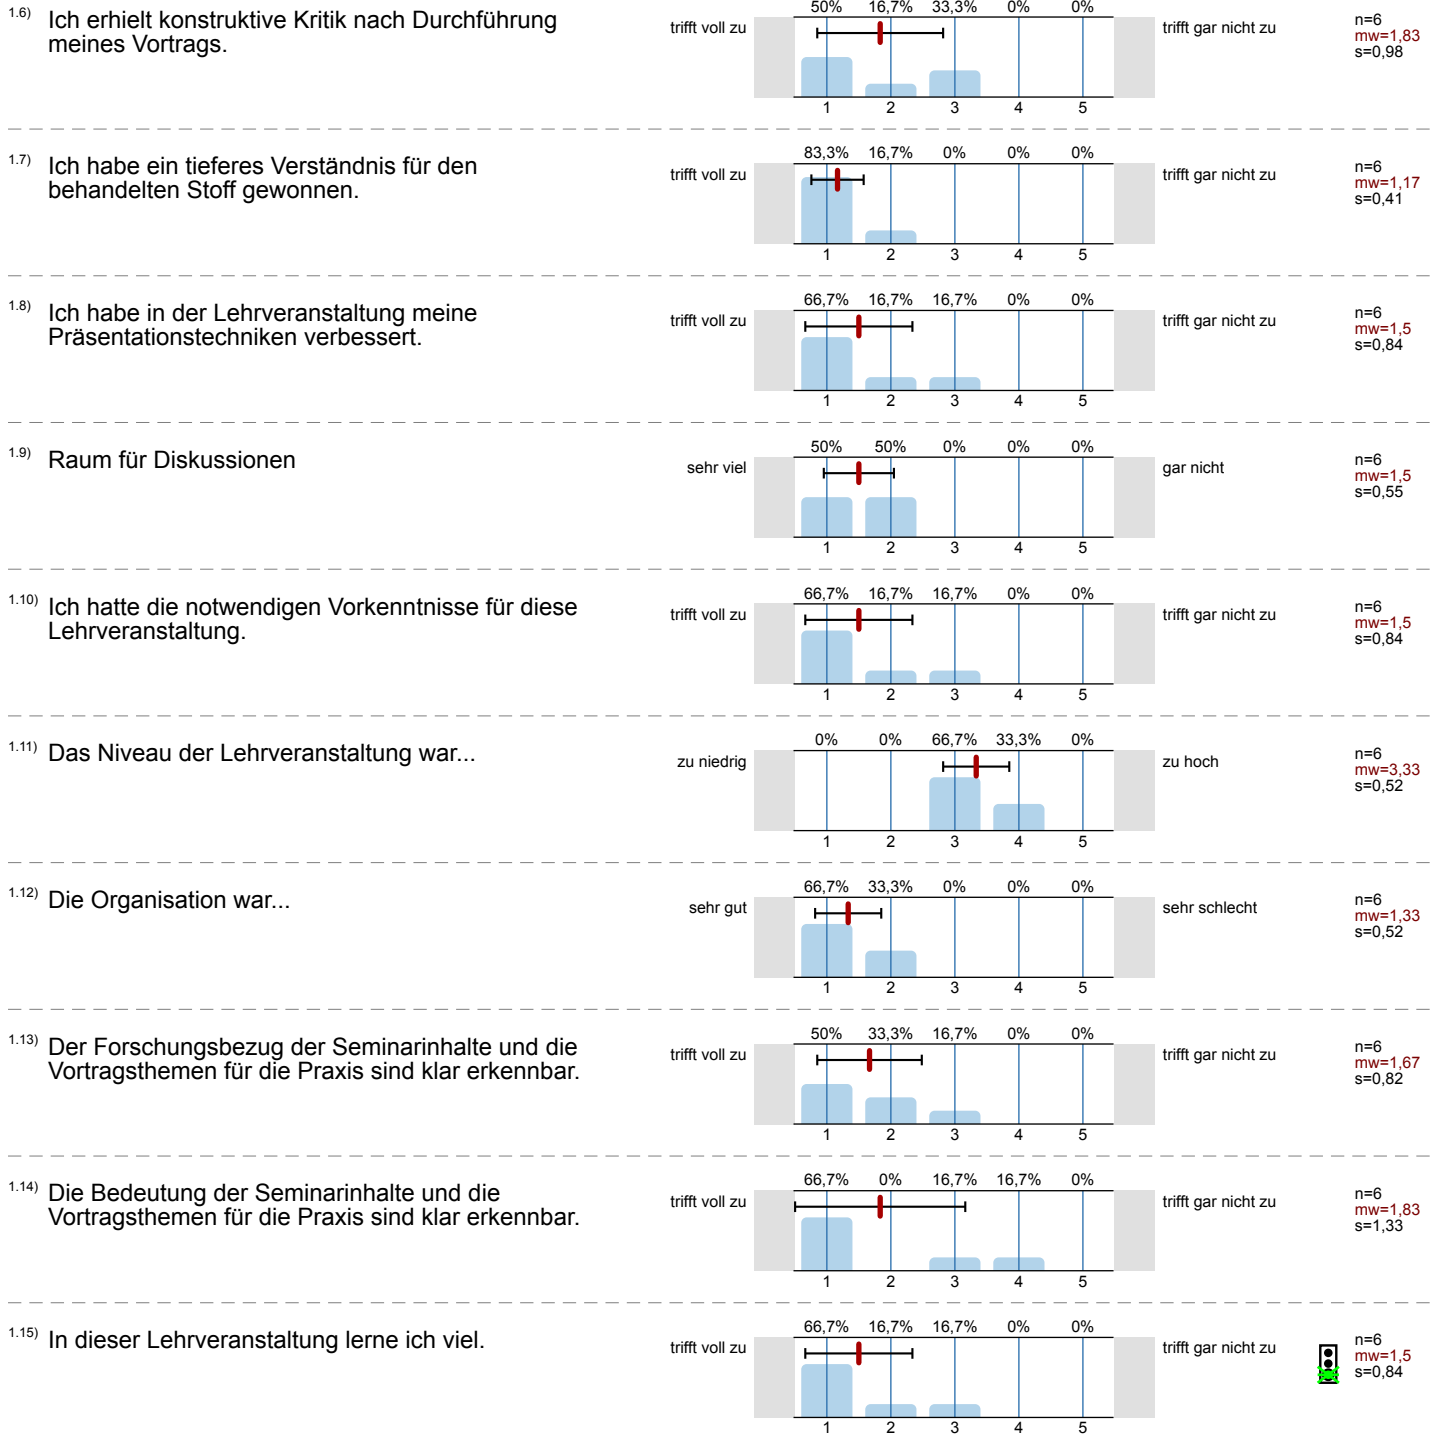 1.6) Ich erhielt konstruktive Kritik nach Durchführung
meines Vortrags.
50% 16,7% 33,3% 0% 0%
trifft voll zu
trifft gar nicht zu
n=6
mw=1,83
s=0,98
1 2 3 4 5
1.7) Ich habe ein tieferes Verständnis für den
behandelten Stoff gewonnen.
83,3% 16,7% 0% 0% 0%
trifft voll zu
trifft gar nicht zu
n=6
mw=1,17
s=0,41
1 2 3 4 5
1.8) Ich habe in der Lehrveranstaltung meine
Präsentationstechniken verbessert.
66,7% 16,7% 16,7% 0% 0%
trifft voll zu
trifft gar nicht zu
n=6
mw=1,5
s=0,84
1 2 3 4 5
1.9) Raum für Diskussionen
50% 50% 0% 0% 0%
sehr viel
gar nicht
n=6
mw=1,5
s=0,55
1 2 3 4 5
1.10) Ich hatte die notwendigen Vorkenntnisse für diese
Lehrveranstaltung.
66,7% 16,7% 16,7% 0% 0%
trifft voll zu
trifft gar nicht zu
n=6
mw=1,5
s=0,84
1 2 3 4 5
1.11) Das Niveau der Lehrveranstaltung war...
0% 0% 66,7% 33,3% 0%
zu niedrig
zu hoch
n=6
mw=3,33
s=0,52
1 2 3 4 5
1.12) Die Organisation war...
66,7% 33,3% 0% 0% 0%
sehr gut
sehr schlecht
n=6
mw=1,33
s=0,52
1 2 3 4 5
1.13) Der Forschungsbezug der Seminarinhalte und die
Vortragsthemen für die Praxis sind klar erkennbar.
50% 33,3% 16,7% 0% 0%
trifft voll zu
trifft gar nicht zu
n=6
mw=1,67
s=0,82
1 2 3 4 5
1.14) Die Bedeutung der Seminarinhalte und die
Vortragsthemen für die Praxis sind klar erkennbar.
66,7% 0% 16,7% 16,7% 0%
trifft voll zu
trifft gar nicht zu
n=6
mw=1,83
s=1,33
1 2 3 4 5
1.15) In dieser Lehrveranstaltung lerne ich viel.
66,7% 16,7% 16,7% 0% 0%
trifft voll zu
trifft gar nicht zu
n=6
mw=1,5
s=0,84
1 2 3 4 5